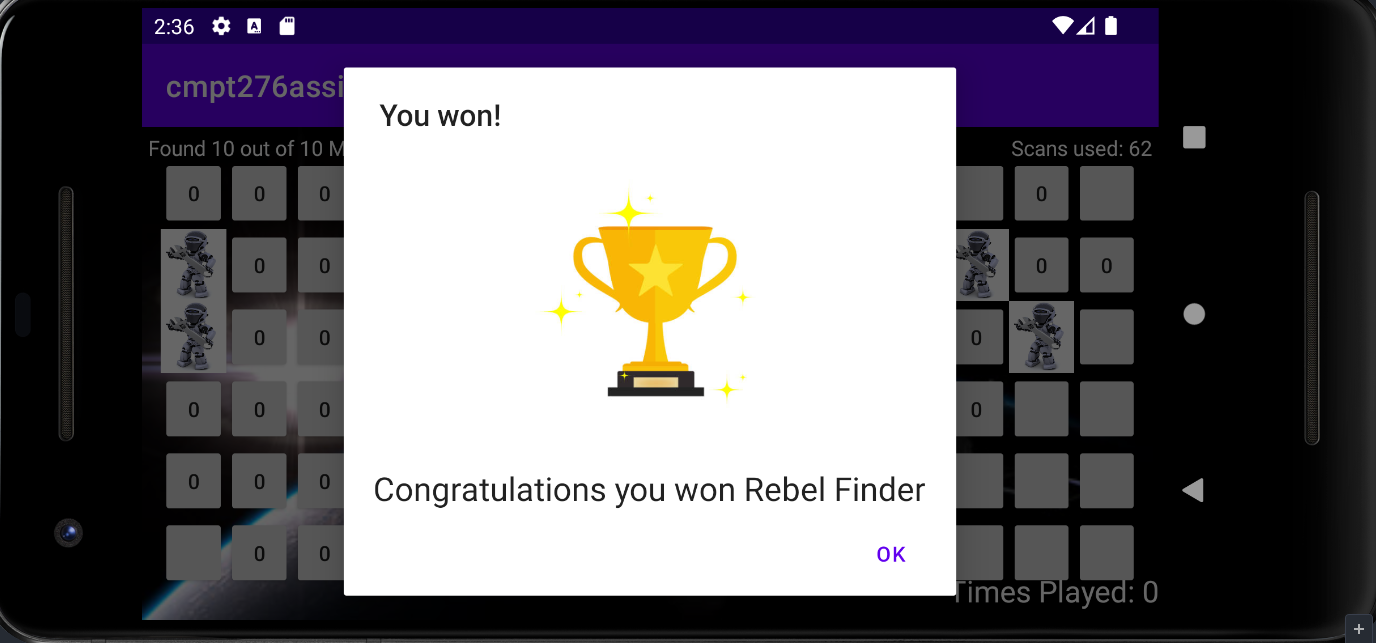 2:36
cmpt276assi
You won!
Found 10 out of 10 M
Scans used: 62
0 0 0 0
0 0 0 0
0 0 0
0 0 0 0
0 0 0
0 0
Congratulations you won Rebel Finder
OK
Times Played: 0